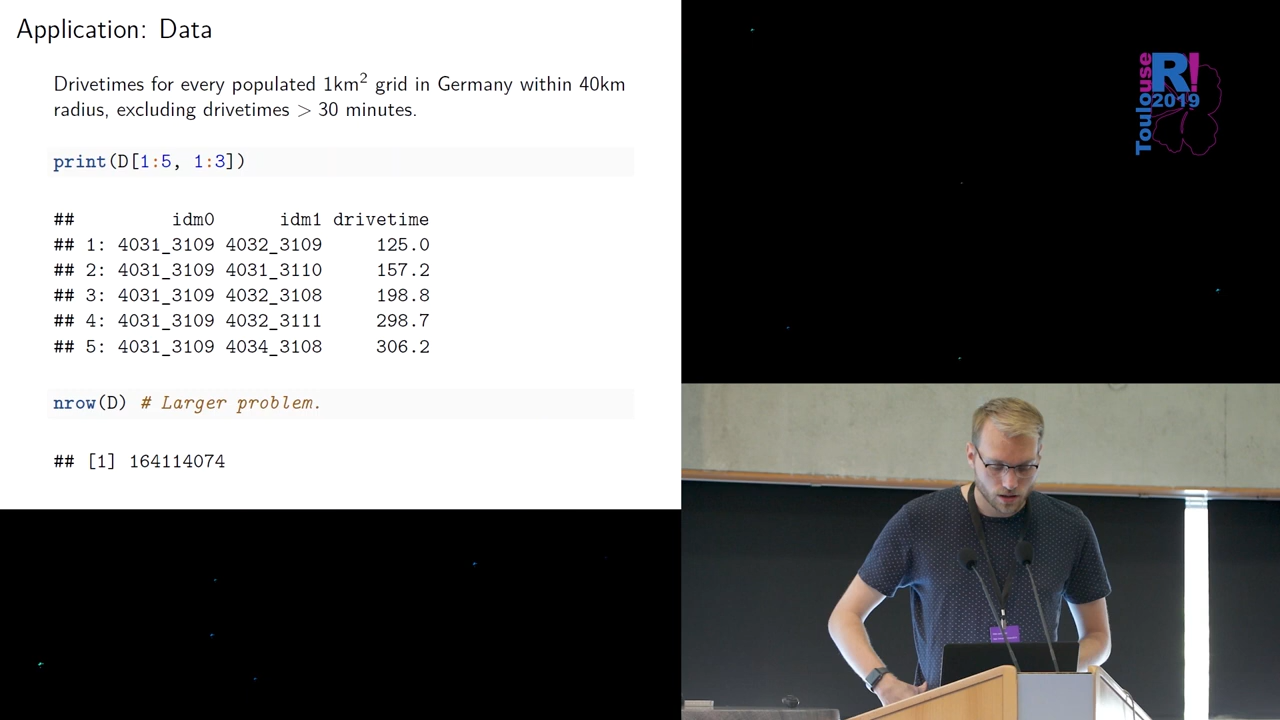 Application: Data
Drivetimes for every populated 1km² grid in Germany within 40km
radius, excluding drivetimes > 30 minutes.
print(D[1:5, 1:3])
## idm0 idm1 drivetime
## 1: 4031_3109 4032_3109 125.0
## 2: 4031_3109 4031_3110 157.2
## 3: 4031_3109 4032_3108 198.8
## 4: 4031_3109 4032_3111 298.7
## 5: 4031_3109 4034_3108 306.2
nrow(D) # Larger problem.
## [1] 164114074
Toulouse
R!
2019